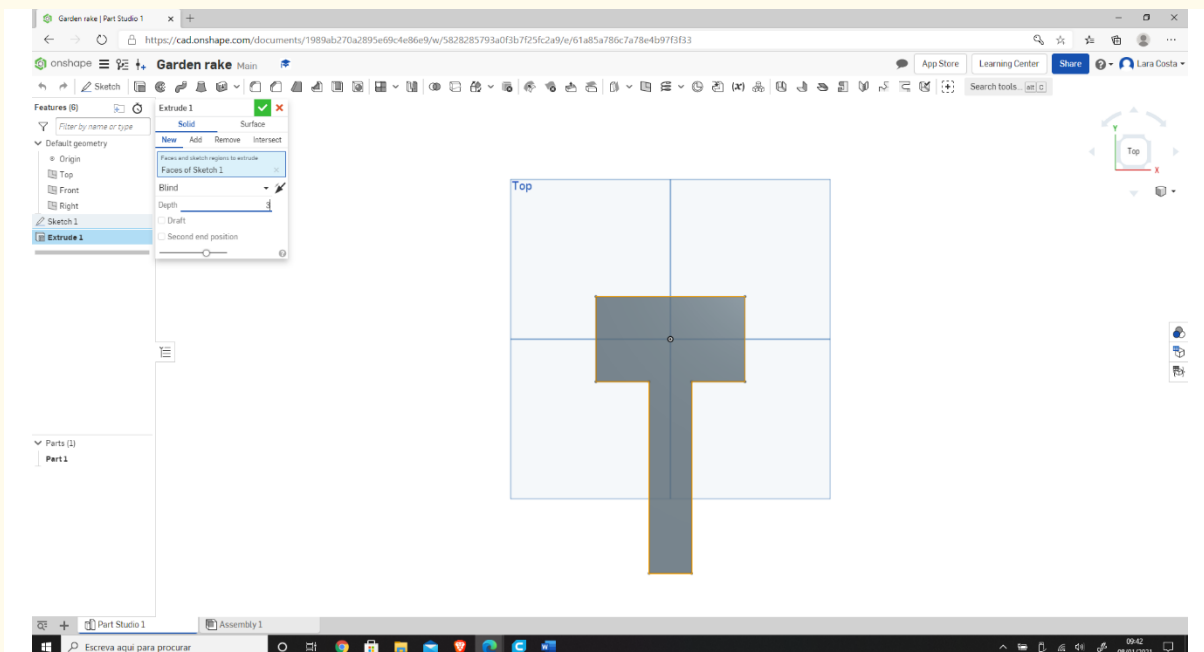 Garden rake | Part Studio 1
https://cad.onshape.com/documents/1989ab270a2895e69c4e86e9/w/5828285793a0f3b7f25fc2a9/e/61a85a786c7a78e4b97f3f33
onshape Garden rake Main App Store Learning Center Share Lara Costa
Sketch Search tools... alt C
Features (6)
Filter by name or type
Default geometry
Origin
Top
Front
Right
Sketch 1
Extrude 1
Extrude 1
Solid Surface
New Add Remove Intersect
Faces and sketch regions to extrude
Faces of Sketch 1
Blind
Depth 3
Draft
Second end position
Top
Y
Top
X
Parts (1)
Part 1
Part Studio 1 Assembly 1
Escreva aqui para procurar
09:42
08/01/2021